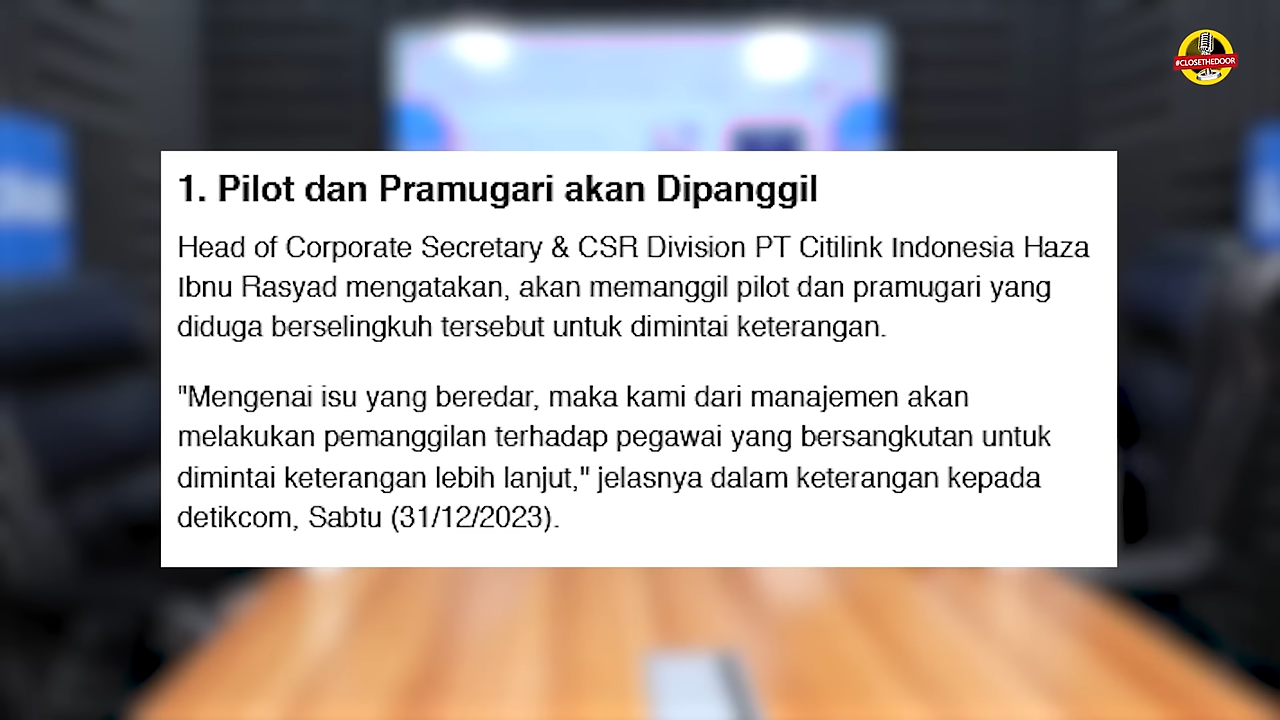 #CLOSETHEDOOR
1. Pilot dan Pramugari akan Dipanggil
Head of Corporate Secretary & CSR Division PT Citilink Indonesia Haza
Ibnu Rasyad mengatakan, akan memanggil pilot dan pramugari yang
diduga berselingkuh tersebut untuk dimintai keterangan.
"Mengenai isu yang beredar, maka kami dari manajemen akan
melakukan pemanggilan terhadap pegawai yang bersangkutan untuk
dimintai keterangan lebih lanjut," jelasnya dalam keterangan kepada
detikcom, Sabtu (31/12/2023).